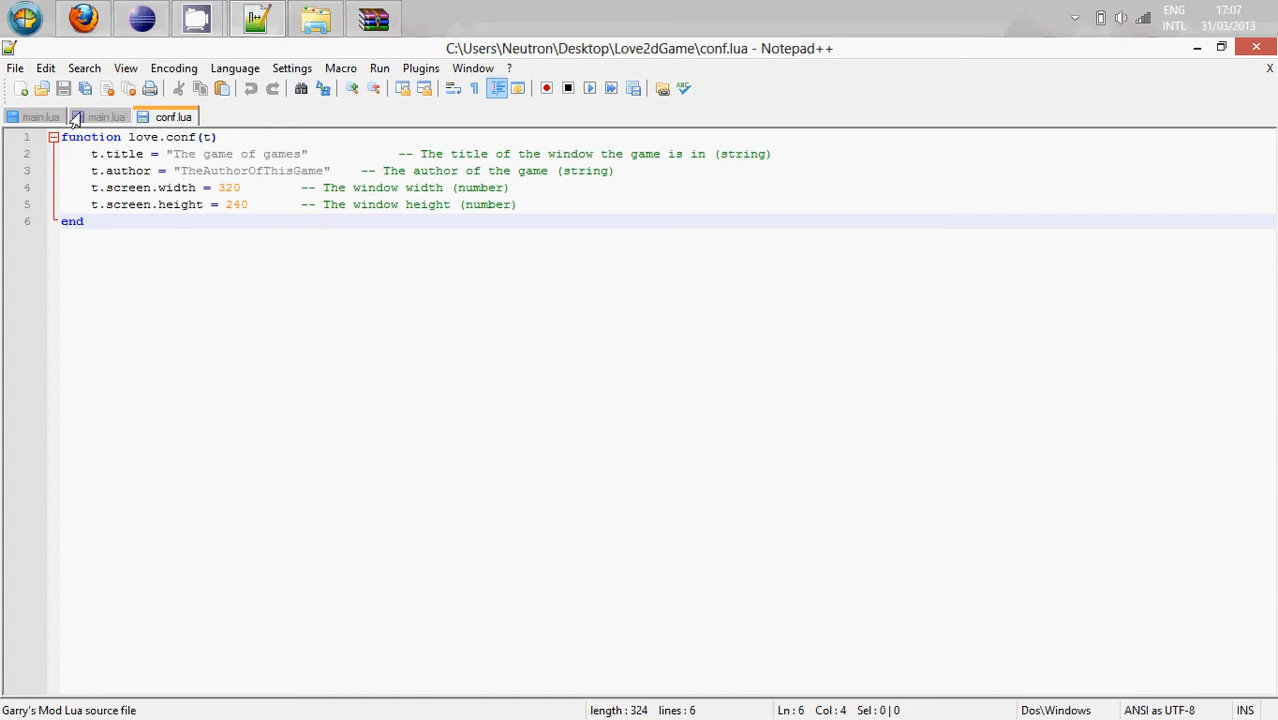 ENG
INTL
17:07
31/03/2013
C:\Users\Neutron\Desktop\Love2dGame\conf.lua - Notepad++
File Edit Search View Encoding Language Settings Macro Run Plugins Window ? X
main.lua main.lua conf.lua
1 function love.conf(t)
2 t.title = "The game of games" -- The title of the window the game is in (string)
3 t.author = "TheAuthorOfThisGame" -- The author of the game (string)
4 t.screen.width = 320 -- The window width (number)
5 t.screen.height = 240 -- The window height (number)
6 end
Garry's Mod Lua source file length : 324 lines : 6 Ln : 6 Col : 4 Sel : 0 | 0 Dos\Windows ANSI as UTF-8 INS